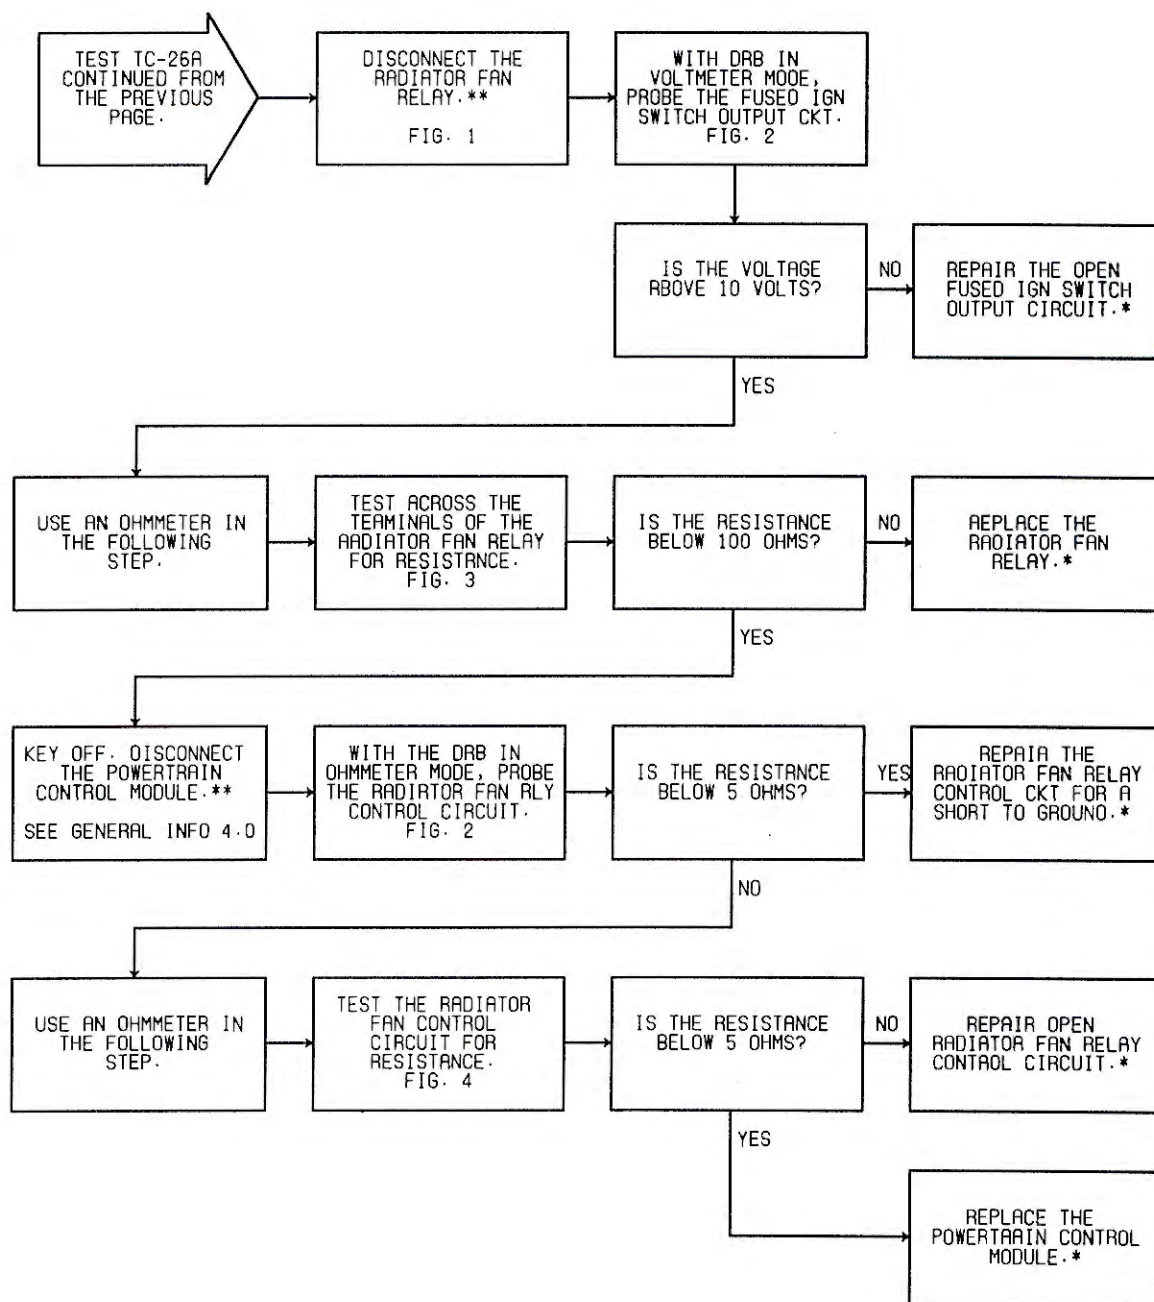 TEST TC-26A
CONTINUED FROM
THE PREVIOUS
PAGE.
DISCONNECT THE
RADIATOR FAN
RELAY.**
FIG. 1
WITH DRB IN
VOLTMETER MODE,
PROBE THE FUSED IGN
SWITCH OUTPUT CKT.
FIG. 2
IS THE VOLTAGE
ABOVE 10 VOLTS?
NO
REPAIR THE OPEN
FUSED IGN SWITCH
OUTPUT CIRCUIT.*
YES
USE AN OHMMETER IN
THE FOLLOWING
STEP.
TEST ACROSS THE
TERMINALS OF THE
RADIATOR FAN RELAY
FOR RESISTANCE.
FIG. 3
IS THE RESISTANCE
BELOW 100 OHMS?
NO
REPLACE THE
RADIATOR FAN
RELAY.*
YES
KEY OFF. DISCONNECT
THE POWERTRAIN
CONTROL MODULE.**
SEE GENERAL INFO 4.0
WITH THE DRB IN
OHMMETER MODE, PROBE
THE RADIATOR FAN RLY
CONTROL CIRCUIT.
FIG. 2
IS THE RESISTANCE
BELOW 5 OHMS?
YES
REPAIR THE
RADIATOR FAN RELAY
CONTROL CKT FOR A
SHORT TO GROUND.*
NO
USE AN OHMMETER IN
THE FOLLOWING
STEP.
TEST THE RADIATOR
FAN CONTROL
CIRCUIT FOR
RESISTANCE.
FIG. 4
IS THE RESISTANCE
BELOW 5 OHMS?
NO
REPAIR OPEN
RADIATOR FAN RELAY
CONTROL CIRCUIT.*
YES
REPLACE THE
POWERTRAIN CONTROL
MODULE.*